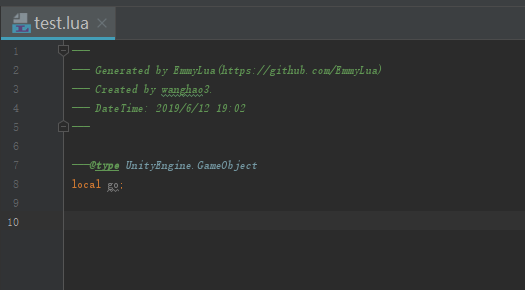 test.lua
1 ---
2 --- Generated by EmmyLua(https://github.com/EmmyLua)
3 --- Created by wanghao3.
4 --- DateTime: 2019/6/12 19:02
5 ---
6
7 ---@type UnityEngine.GameObject
8 local go;
9
10